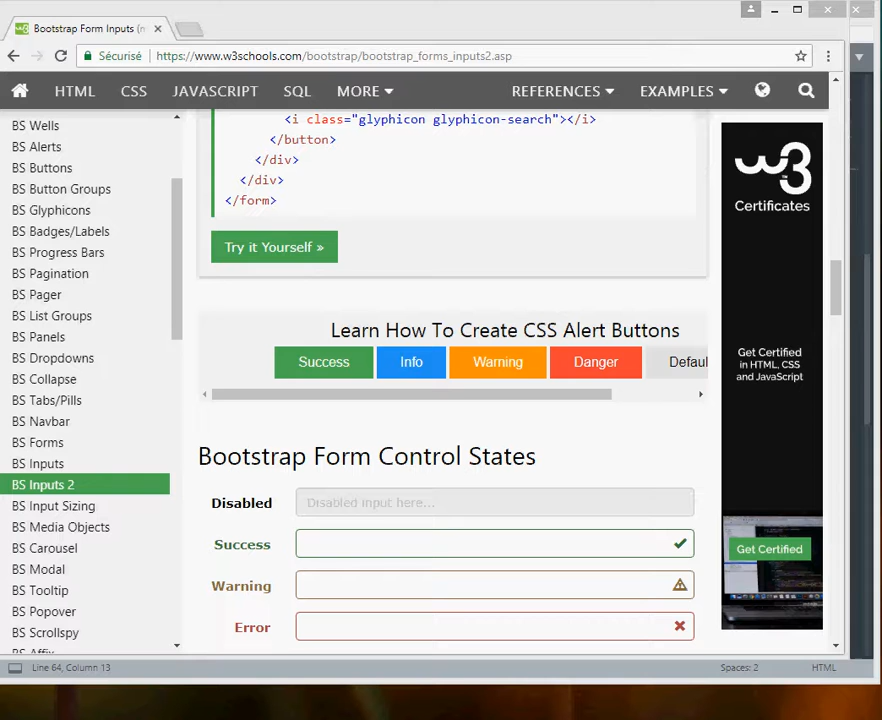 Bootstrap Form Inputs (n
Sécurisé
https://www.w3schools.com/bootstrap/bootstrap_forms_inputs2.asp
HTML
CSS
JAVASCRIPT
SQL
MORE
REFERENCES
EXAMPLES
BS Wells
BS Alerts
BS Buttons
BS Button Groups
BS Glyphicons
BS Badges/Labels
BS Progress Bars
BS Pagination
BS Pager
BS List Groups
BS Panels
BS Dropdowns
BS Collapse
BS Tabs/Pills
BS Navbar
BS Forms
BS Inputs
BS Inputs 2
BS Input Sizing
BS Media Objects
BS Carousel
BS Modal
BS Tooltip
BS Popover
BS Scrollspy
BS Affix
<i class="glyphicon glyphicon-search"></i>
</button>
</div>
</div>
</form>
Try it Yourself »
Learn How To Create CSS Alert Buttons
Success
Info
Warning
Danger
Defaul
Bootstrap Form Control States
Disabled
Disabled input here...
Success
Warning
Error
w3
™
Certificates
Get Certified
in HTML, CSS
and JavaScript
Get Certified
Line 64, Column 13
Spaces: 2
HTML